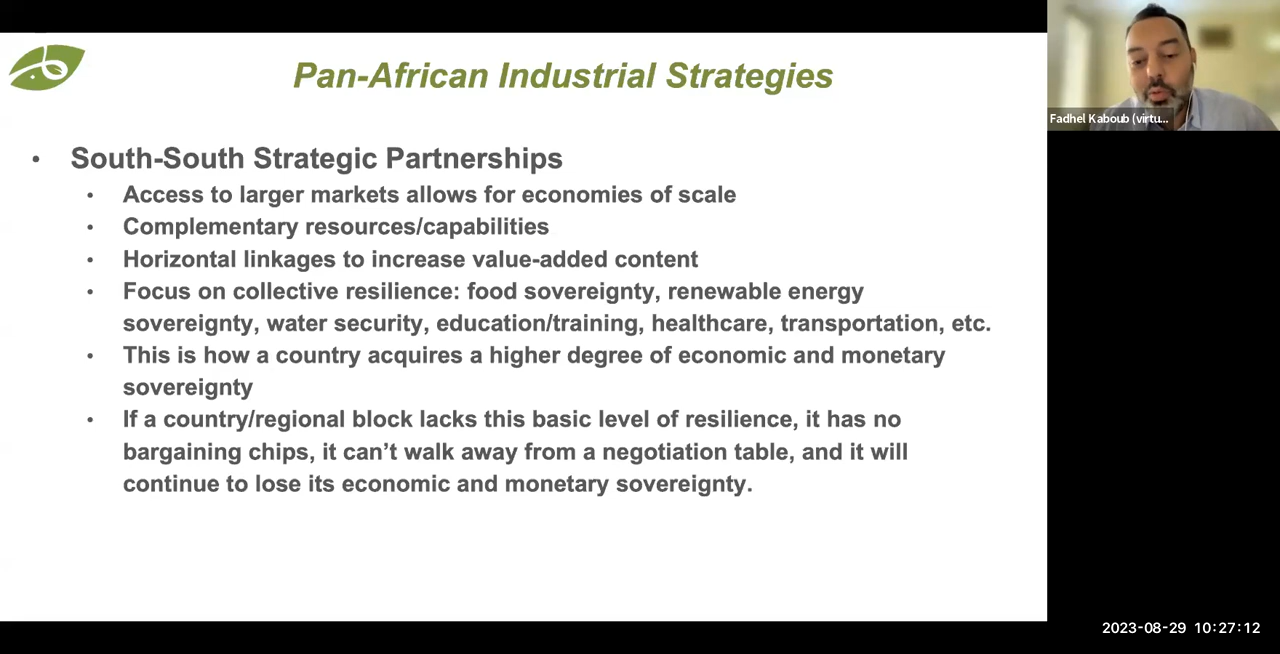 Pan-African Industrial Strategies
• South-South Strategic Partnerships
• Access to larger markets allows for economies of scale
• Complementary resources/capabilities
• Horizontal linkages to increase value-added content
• Focus on collective resilience: food sovereignty, renewable energy
sovereignty, water security, education/training, healthcare, transportation, etc.
• This is how a country acquires a higher degree of economic and monetary
sovereignty
• If a country/regional block lacks this basic level of resilience, it has no
bargaining chips, it can’t walk away from a negotiation table, and it will
continue to lose its economic and monetary sovereignty.
Fadhel Kaboub (virtu...
2023-08-29 10:27:12